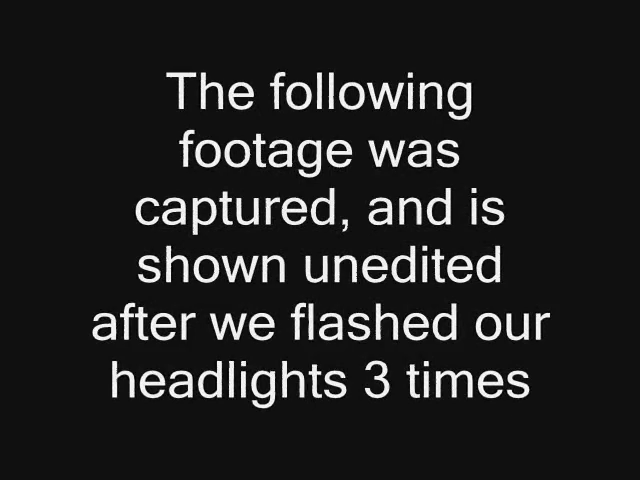 The following
footage was
captured, and is
shown unedited
after we flashed our
headlights 3 times